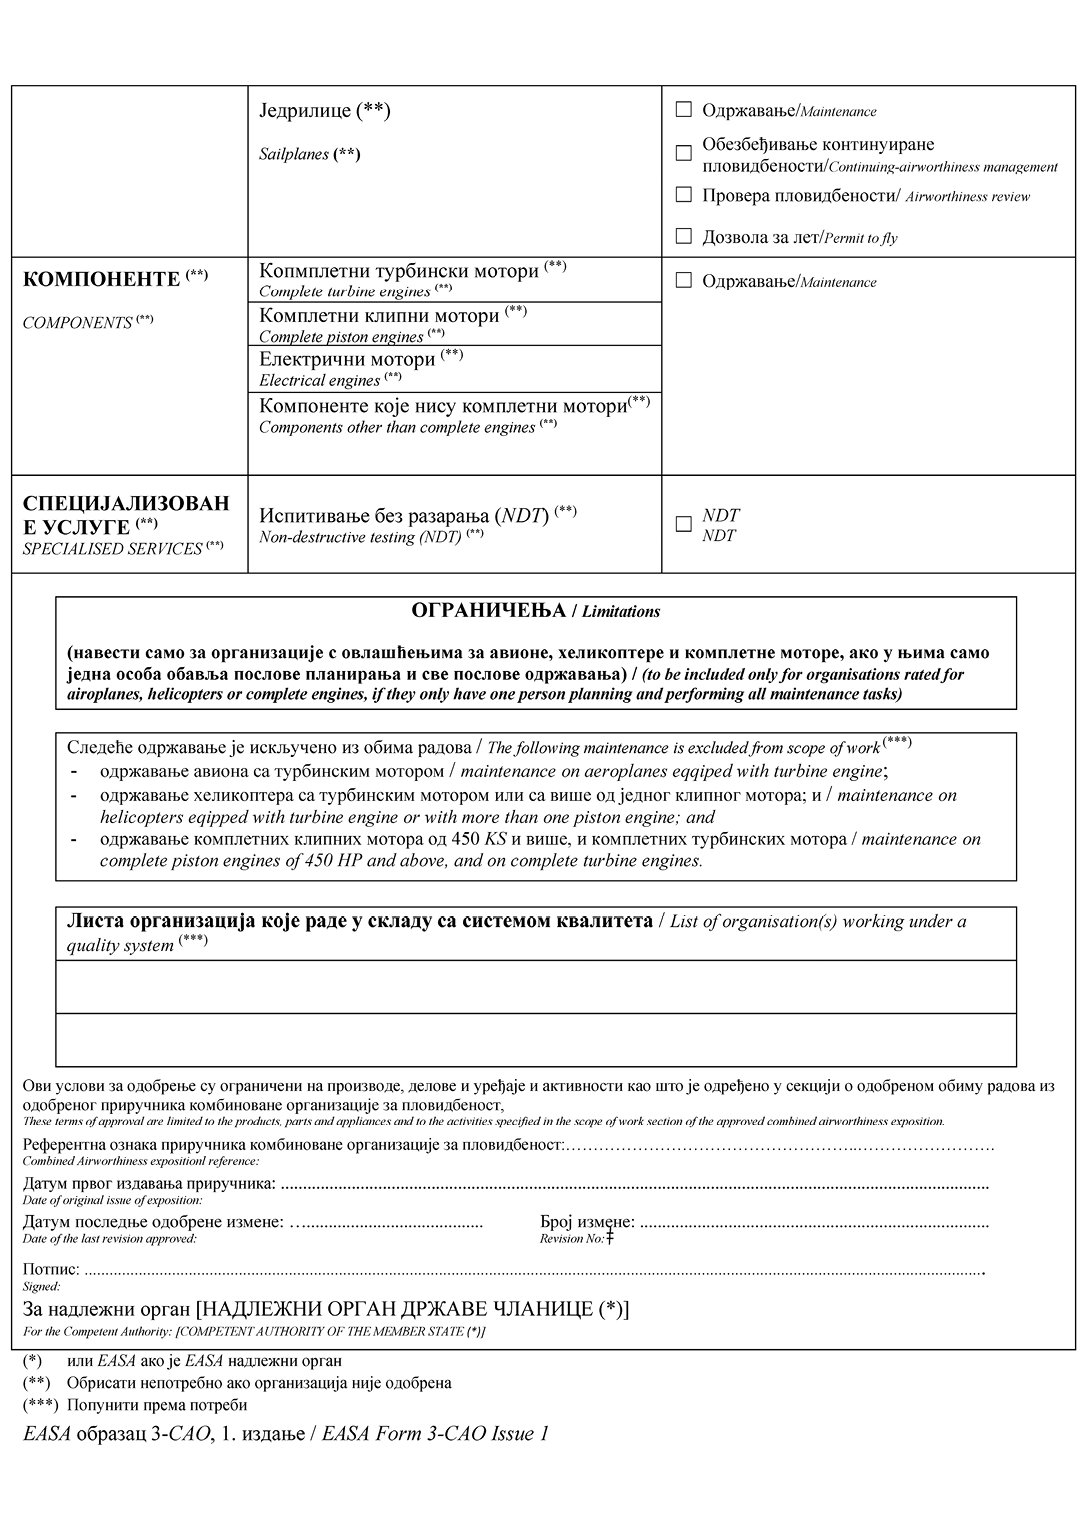 Једрилице (**)
Sailplanes (**)
☐ Одржавање/Maintenance
☐ Обезбеђивање континуиране
пловидбености/Continuing-airworthiness management
☐ Провера пловидбености/ Airworthiness review
☐ Дозвола за лет/Permit to fly
КОМПОНЕНТЕ (**)
COMPONENTS (**)
Копмплетни турбински мотори (**)
Complete turbine engines (**)
Комплетни клипни мотори (**)
Complete piston engines (**)
Електрични мотори (**)
Electrical engines (**)
Компоненте које нису комплетни мотори(**)
Components other than complete engines (**)
☐ Одржавање/Maintenance
СПЕЦИЈАЛИЗОВАН
Е УСЛУГЕ (**)
SPECIALISED SERVICES (**)
Испитивање без разарања (NDT) (**)
Non-destructive testing (NDT) (**)
☐ NDT
NDT
ОГРАНИЧЕЊА / Limitations
(навести само за организације с овлашћењима за авионе, хеликоптере и комплетне моторе, ако у њима само
једна особа обавља послове планирања и све послове одржавања) / (to be included only for organisations rated for
airoplanes, helicopters or complete engines, if they only have one person planning and performing all maintenance tasks)
Следеће одржавање је искључено из обима радова / The following maintenance is excluded from scope of work (***)
- одржавање авиона са турбинским мотором / maintenance on aeroplanes eqqiped with turbine engine;
- одржавање хеликоптера са турбинским мотором или са више од једног клипног мотора; и / maintenance on
helicopters eqipped with turbine engine or with more than one piston engine; and
- одржавање комплетних клипних мотора од 450 KS и више, и комплетних турбинских мотора / maintenance on
complete piston engines of 450 HP and above, and on complete turbine engines.
Листа организација које раде у складу са системом квалитета / List of organisation(s) working under a
quality system (***)
Ови услови за одобрење су ограничени на производе, делове и уређаје и активности као што је одређено у секцији о одобреном обиму радова из
одобреног приручника комбиноване организације за пловидбеност,
These terms of approval are limited to the products, parts and appliances and to the activities specified in the scope of work section of the approved combined airworthiness exposition.
Референтна ознака приручника комбиноване организације за пловидбеност:……………………………………………..…………………….
Combined Airworthiness expositionl reference:
Датум првог издавања приручника: ................................................................................................
Date of original issue of exposition:
Датум последње одобрене измене: …........................................ Број измене: ................................................................................
Date of the last revision approved: Revision No:‡
Потпис: ................................................................................................................................
Signed:
За надлежни орган [НАДЛЕЖНИ ОРГАН ДРЖАВЕ ЧЛАНИЦЕ (*)]
For the Competent Authority: [COMPETENT AUTHORITY OF THE MEMBER STATE (*)]
(*) или EASA ако је EASA надлежни орган
(**) Обрисати непотребно ако организација није одобрена
(***) Попунити према потреби
EASA образац 3-CAO, 1. издање / EASA Form 3-CAO Issue 1